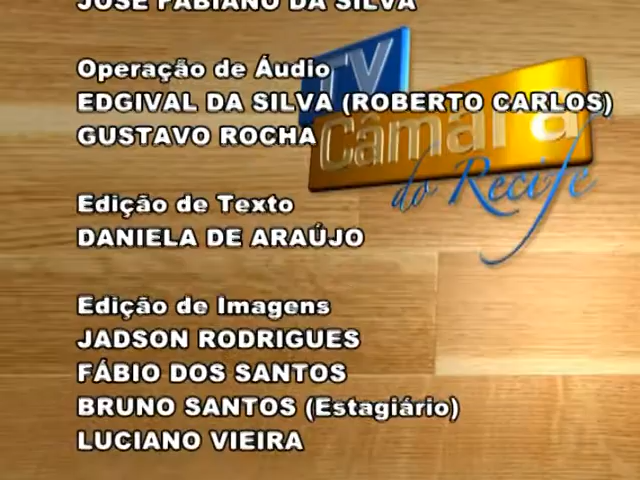 JOSÉ FABIANO DA SILVA
Operação de Áudio
EDGIVAL DA SILVA (ROBERTO CARLOS)
GUSTAVO ROCHA
Edição de Texto
DANIELA DE ARAÚJO
Edição de Imagens
JADSON RODRIGUES
FÁBIO DOS SANTOS
BRUNO SANTOS (Estagiário)
LUCIANO VIEIRA
TV
Câmara
do Recife